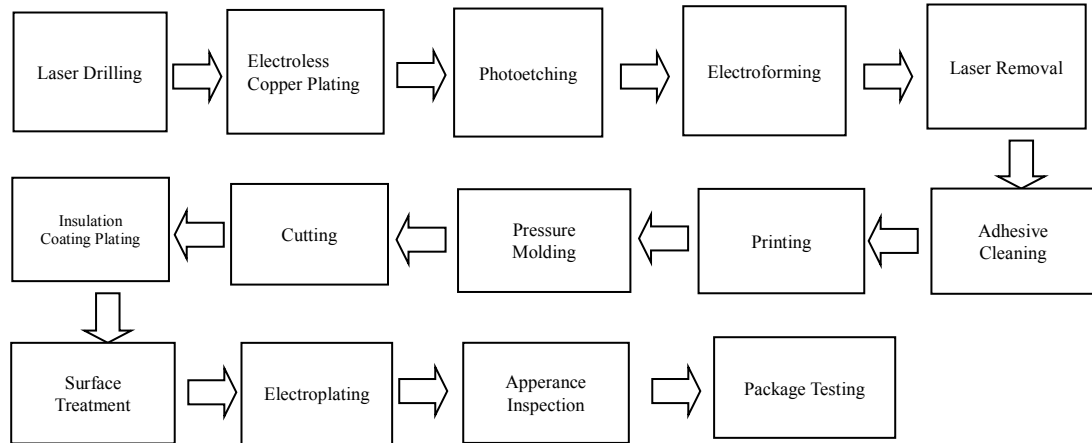 Laser Drilling
Electroless
Copper Plating
Photoetching
Electroforming
Laser Removal
Adhesive
Cleaning
Printing
Pressure
Molding
Cutting
Insulation
Coating Plating
Surface
Treatment
Electroplating
Apperance
Inspection
Package Testing